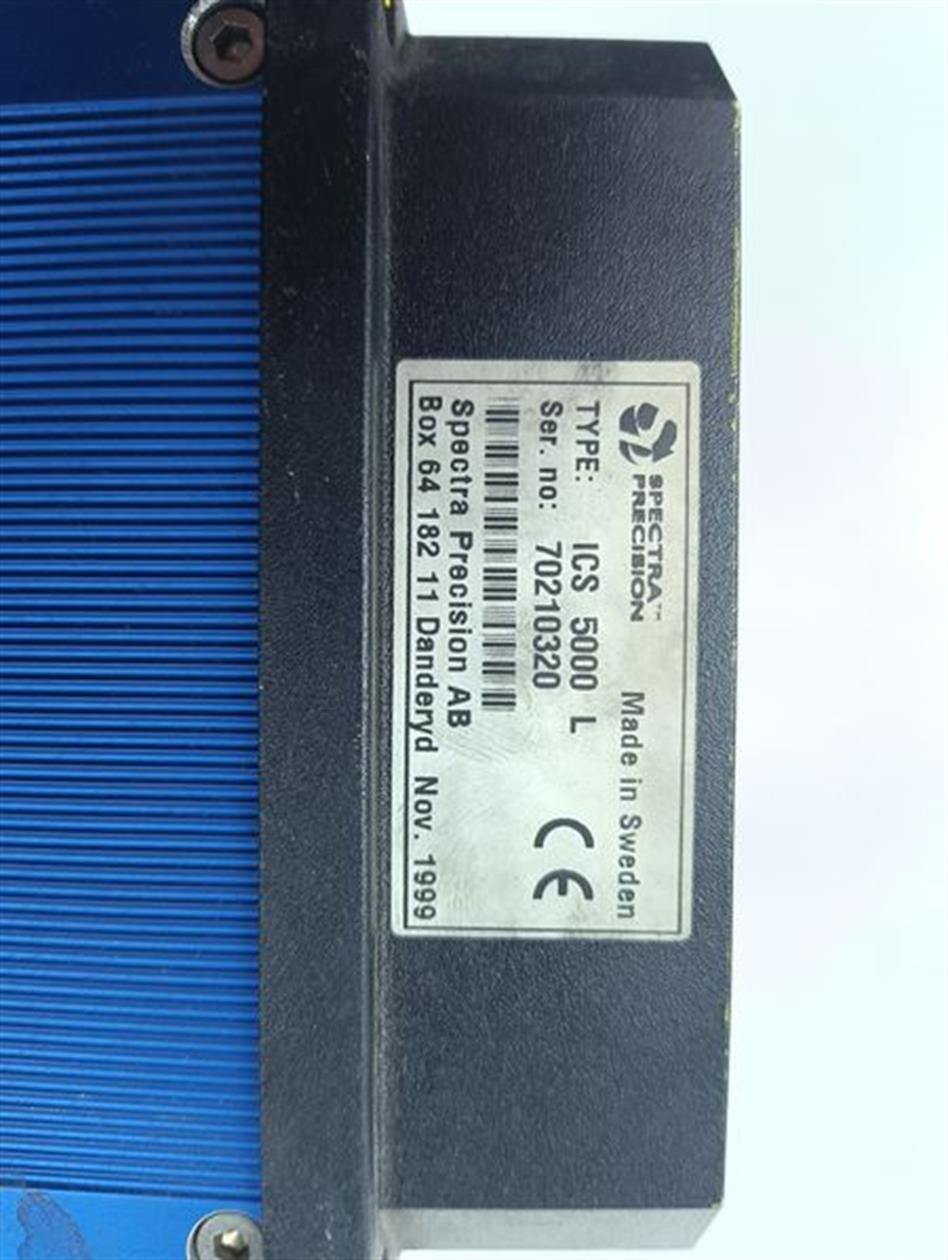 SPECTRA™
PRECISION
Made in Sweden
TYPE: ICS 5000 L
Ser. no: 70210320
CE
Spectra Precision AB
Box 64 182 11 Danderyd Nov. 1999